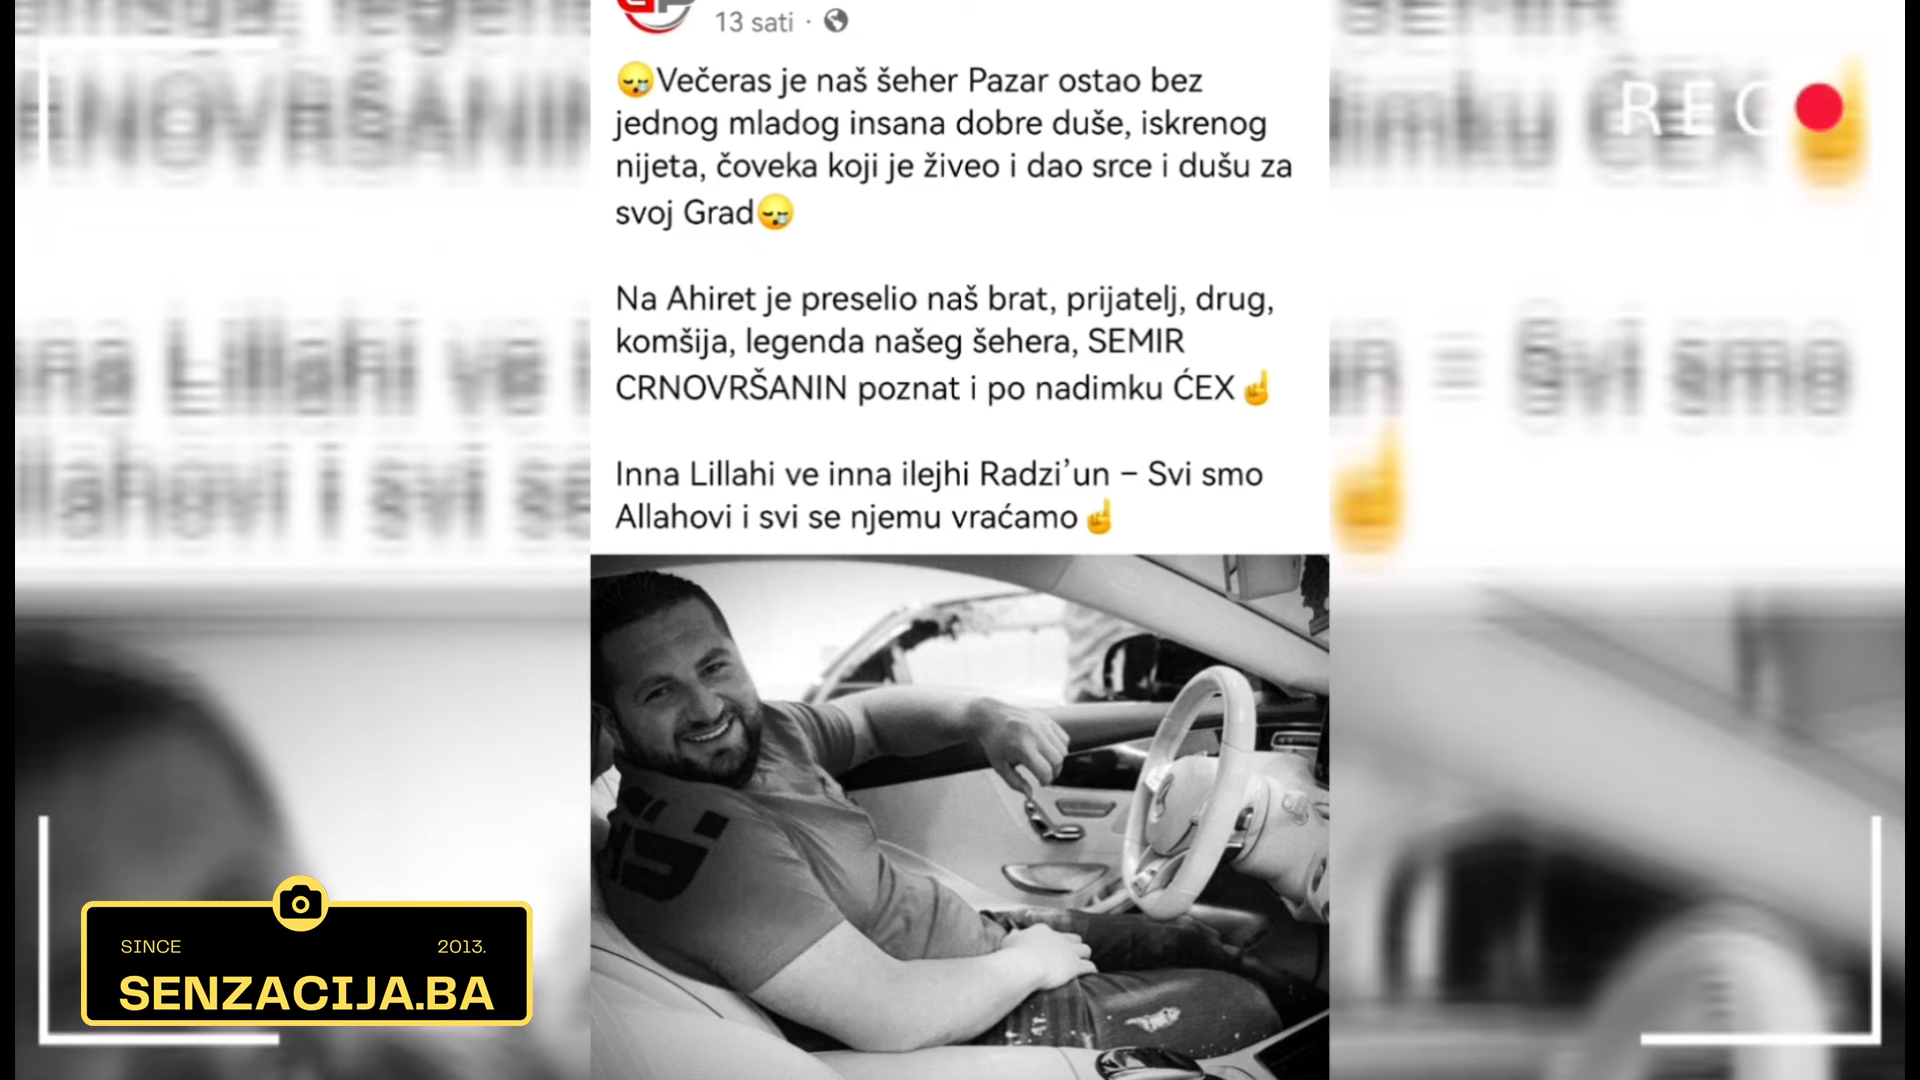 13 sati ·
😪Večeras je naš šeher Pazar ostao bez
jednog mladog insana dobre duše, iskrenog
nijeta, čoveka koji je živeo i dao srce i dušu za
svoj Grad😪
Na Ahiret je preselio naš brat, prijatelj, drug,
komšija, legenda našeg šehera, SEMIR
CRNOVRŠANIN poznat i po nadimku ĆEX☝
Inna Lillahi ve inna ilejhi Radzi’un – Svi smo
Allahovi i svi se njemu vraćamo☝
REC
SINCE 2013.
SENZACIJA.BA